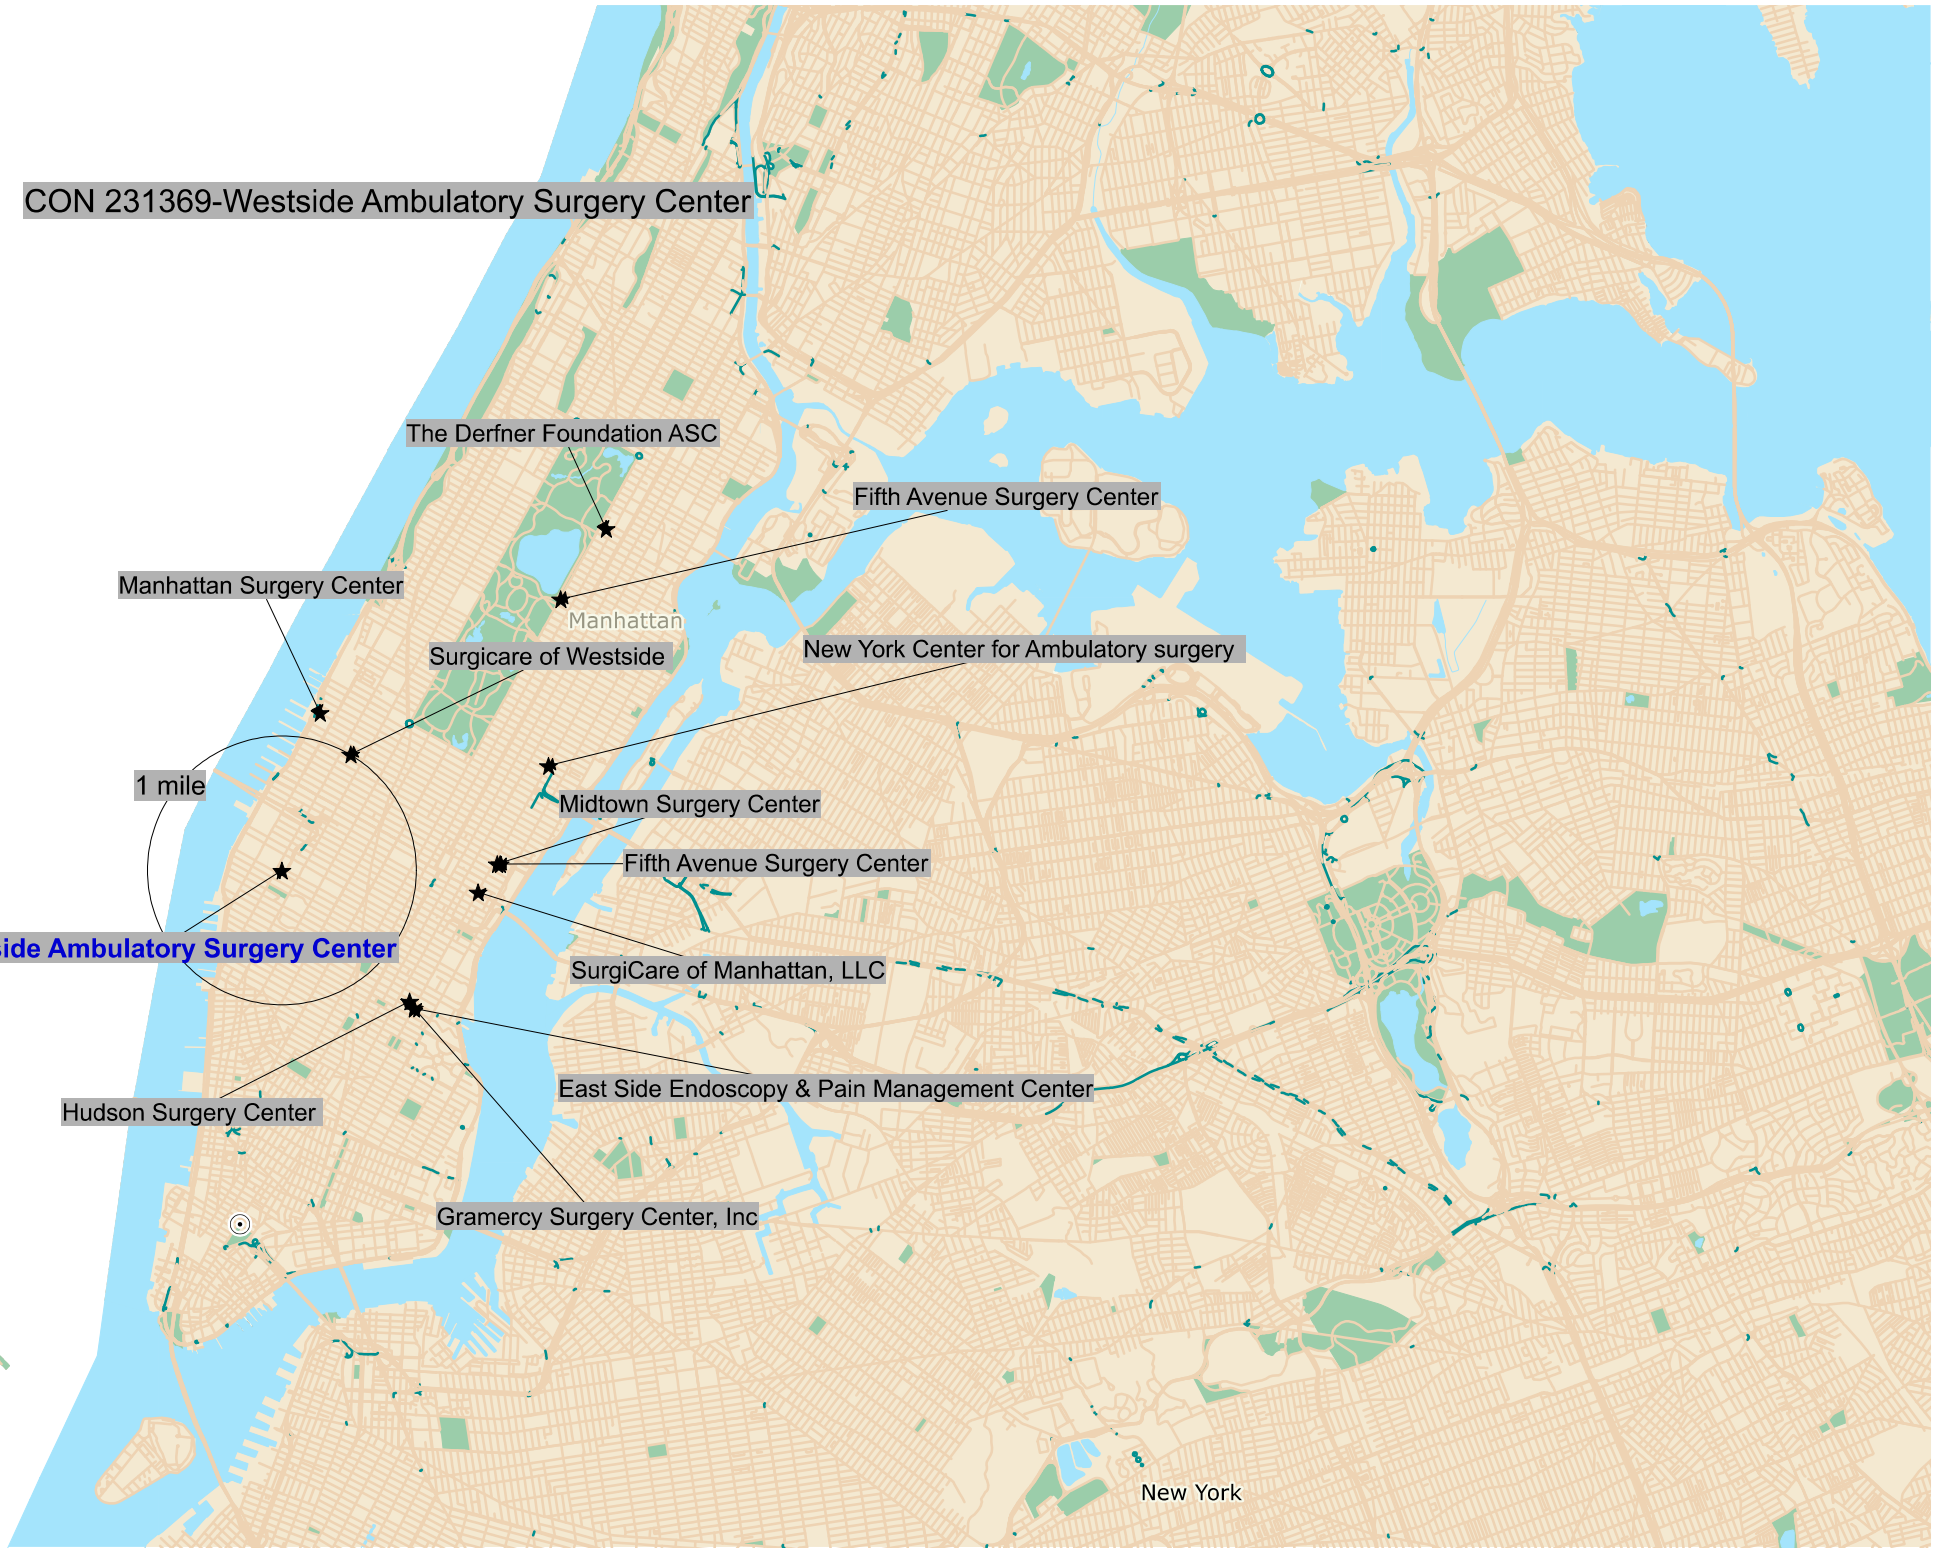 CON 231369-Westside Ambulatory Surgery Center
The Derfner Foundation ASC
Fifth Avenue Surgery Center
Manhattan Surgery Center
Manhattan
New York Center for Ambulatory surgery
Surgicare of Westside
1 mile
Midtown Surgery Center
Fifth Avenue Surgery Center
side Ambulatory Surgery Center
SurgiCare of Manhattan, LLC
East Side Endoscopy & Pain Management Center
Hudson Surgery Center
Gramercy Surgery Center, Inc
New York